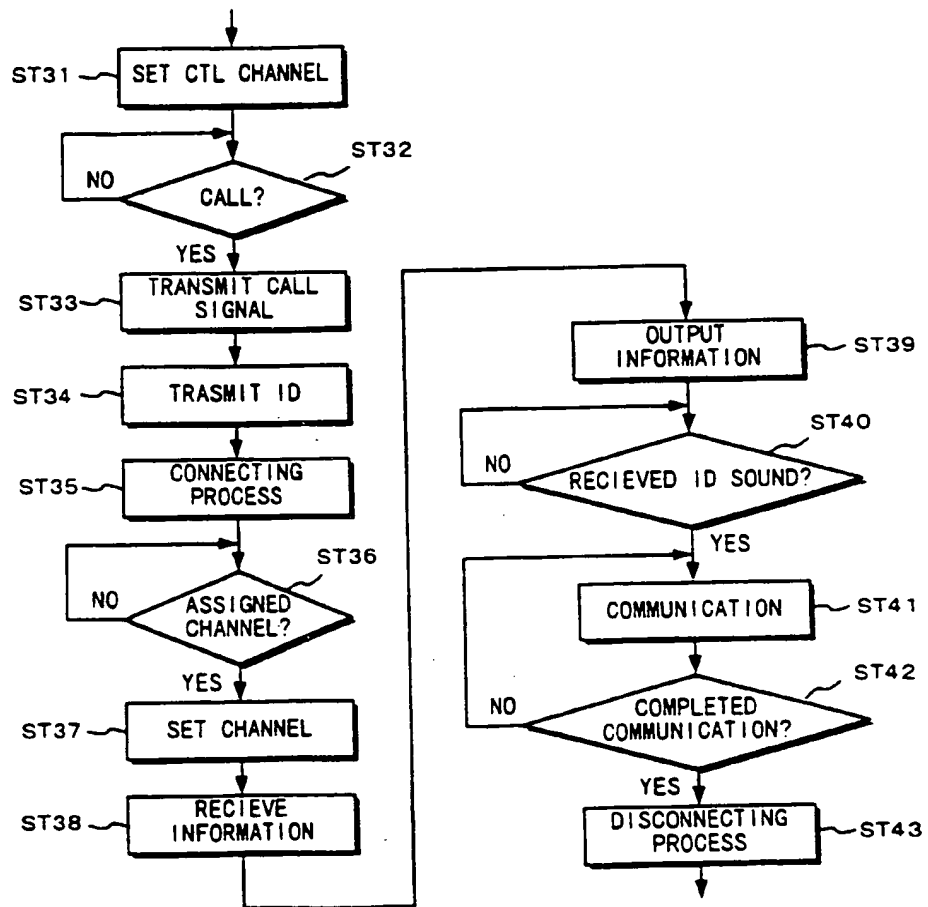 ST31
SET CTL CHANNEL
ST32
NO
CALL?
YES
ST33
TRANSMIT CALL
SIGNAL
ST34
TRASMIT ID
ST35
CONNECTING
PROCESS
ST36
NO
ASSIGNED
CHANNEL?
YES
ST37
SET CHANNEL
ST38
RECIEVE
INFORMATION
OUTPUT
INFORMATION
ST39
ST40
NO
RECIEVED ID SOUND?
YES
COMMUNICATION
ST41
ST42
NO
COMPLETED
COMMUNICATION?
YES
DISCONNECTING
PROCESS
ST43